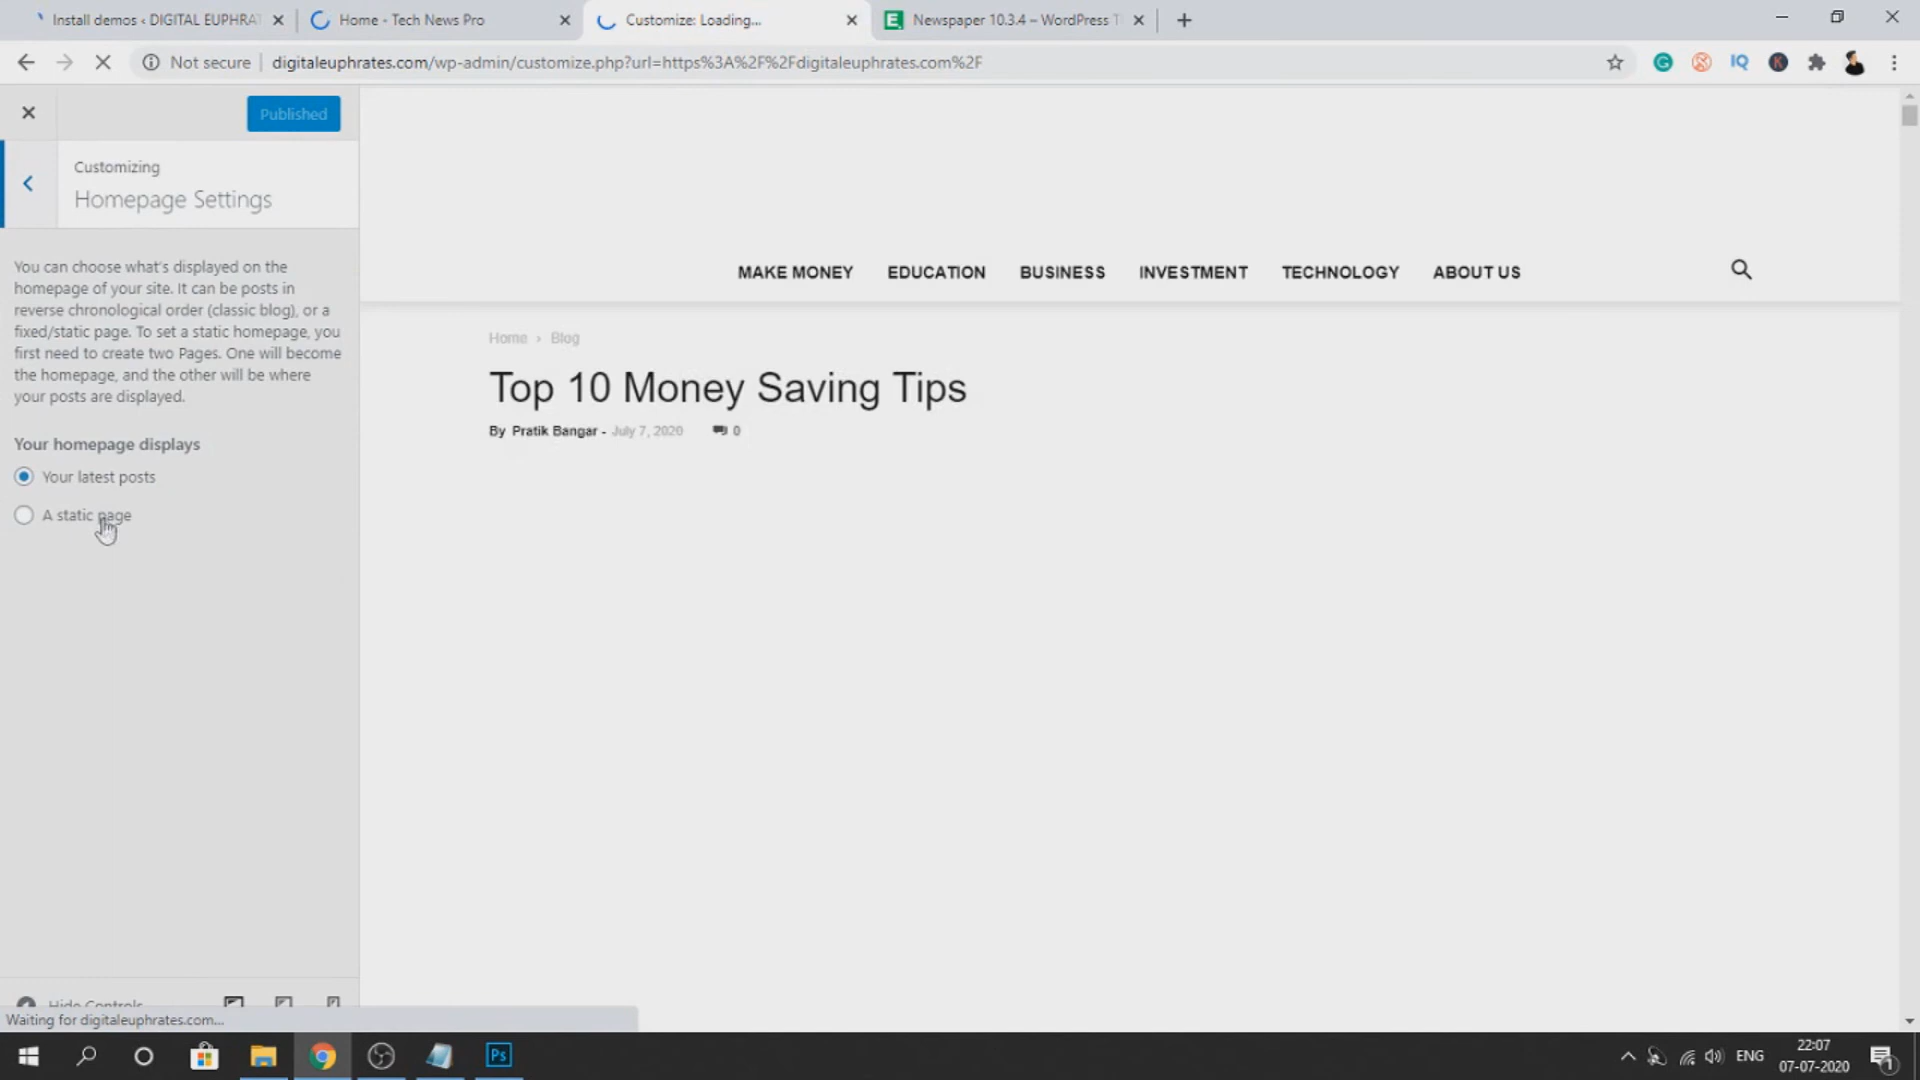 Install demos ‹ DIGITAL EUPHRAT
Home - Tech News Pro
Customize: Loading...
Newspaper 10.3.4 – WordPress T
Not secure
digitaleuphrates.com/wp-admin/customize.php?url=https%3A%2F%2Fdigitaleuphrates.com%2F
Published
Customizing
Homepage Settings
You can choose what's displayed on the
homepage of your site. It can be posts in
reverse chronological order (classic blog), or a
fixed/static page. To set a static homepage, you
first need to create two Pages. One will become
the homepage, and the other will be where
your posts are displayed.
Your homepage displays
Your latest posts
A static page
Hide Controls
Waiting for digitaleuphrates.com...
MAKE MONEY EDUCATION BUSINESS INVESTMENT TECHNOLOGY ABOUT US
Home › Blog
Top 10 Money Saving Tips
By Pratik Bangar - July 7, 2020 0
Ps
ENG
22:07
07-07-2020
1